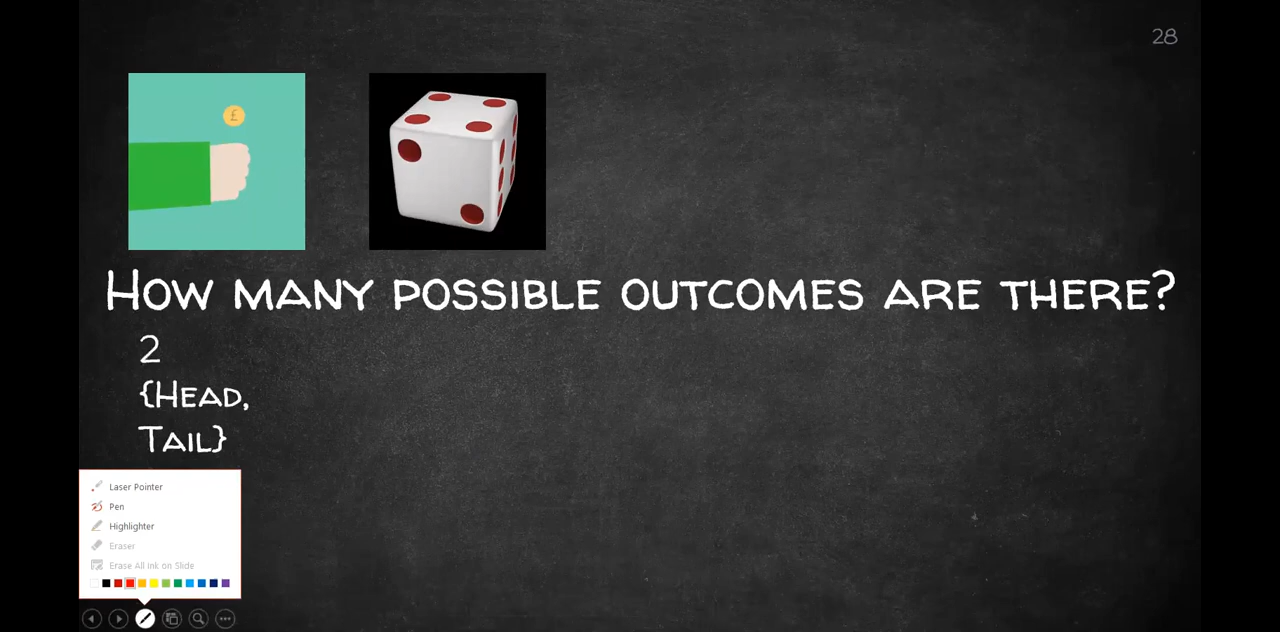 28
£
How many possible outcomes are there?
2
{Head,
Tail}
Laser Pointer
Pen
Highlighter
Eraser
Erase All Ink on Slide